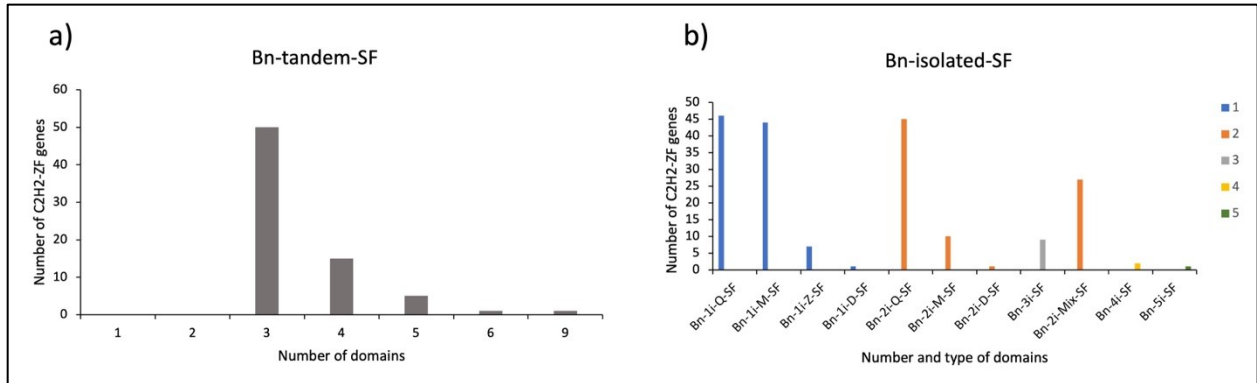 a)
Bn-tandem-SF
Number of C2H2-ZF genes
60
50
40
30
20
10
0
1 2 3 4 5 6 9
Number of domains
b)
Bn-isolated-SF
Number of C2H2-ZF genes
50
45
40
35
30
25
20
15
10
5
0
Bn-1i-Q-SF
Bn-1i-M-SF
Bn-1i-Z-SF
Bn-1i-D-SF
Bn-2i-Q-SF
Bn-2i-M-SF
Bn-2i-D-SF
Bn-3i-SF
Bn-2i-Mix-SF
Bn-4i-SF
Bn-5i-SF
Number and type of domains
1
2
3
4
5